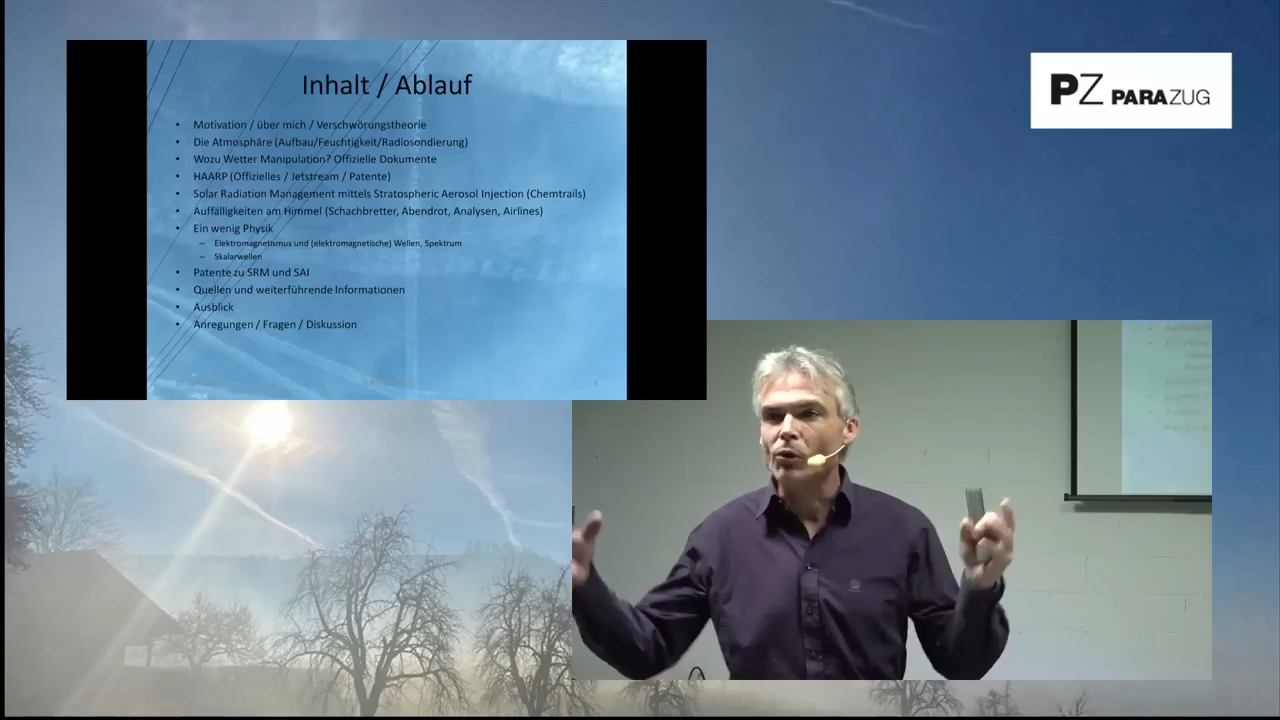 Inhalt / Ablauf
• Motivation / über mich / Verschwörungstheorie
• Die Atmosphäre (Aufbau/Feuchtigkeit/Radiosondierung)
• Wozu Wetter Manipulation? Offizielle Dokumente
• HAARP (Offizielles / Jetstream / Patente)
• Solar Radiation Management mittels Stratospheric Aerosol Injection (Chemtrails)
• Auffälligkeiten am Himmel (Schachbretter, Abendrot, Analysen, Airlines)
• Ein wenig Physik
– Elektromagnetismus und (elektromagnetische) Wellen, Spektrum
– Skalarwellen
• Patente zu SRM und SAI
• Quellen und weiterführende Informationen
• Ausblick
• Anregungen / Fragen / Diskussion
PZ PARAZUG